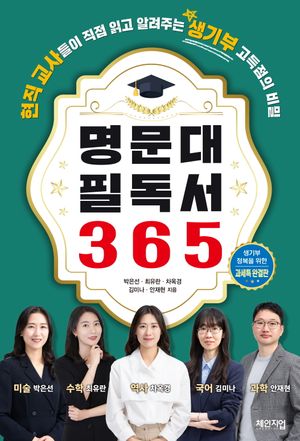 현직 교사들이 직접 읽고 알려주는 생기부 고득점의 비밀
명문대
필독서
365
박은선·최유란·차옥경
김미나·안재현 지음
생기부
정복을 위한
과세특 완결판
미술 박은선
수학 최유란
역사 차옥경
국어 김미나
과학 안재현
체인지업